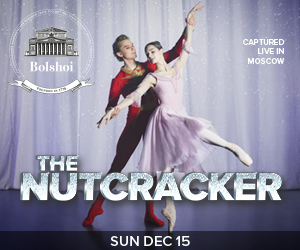 Bolshoi
CAPTURED
LIVE IN
MOSCOW
THE
NUTCRACKER
SUN DEC 15